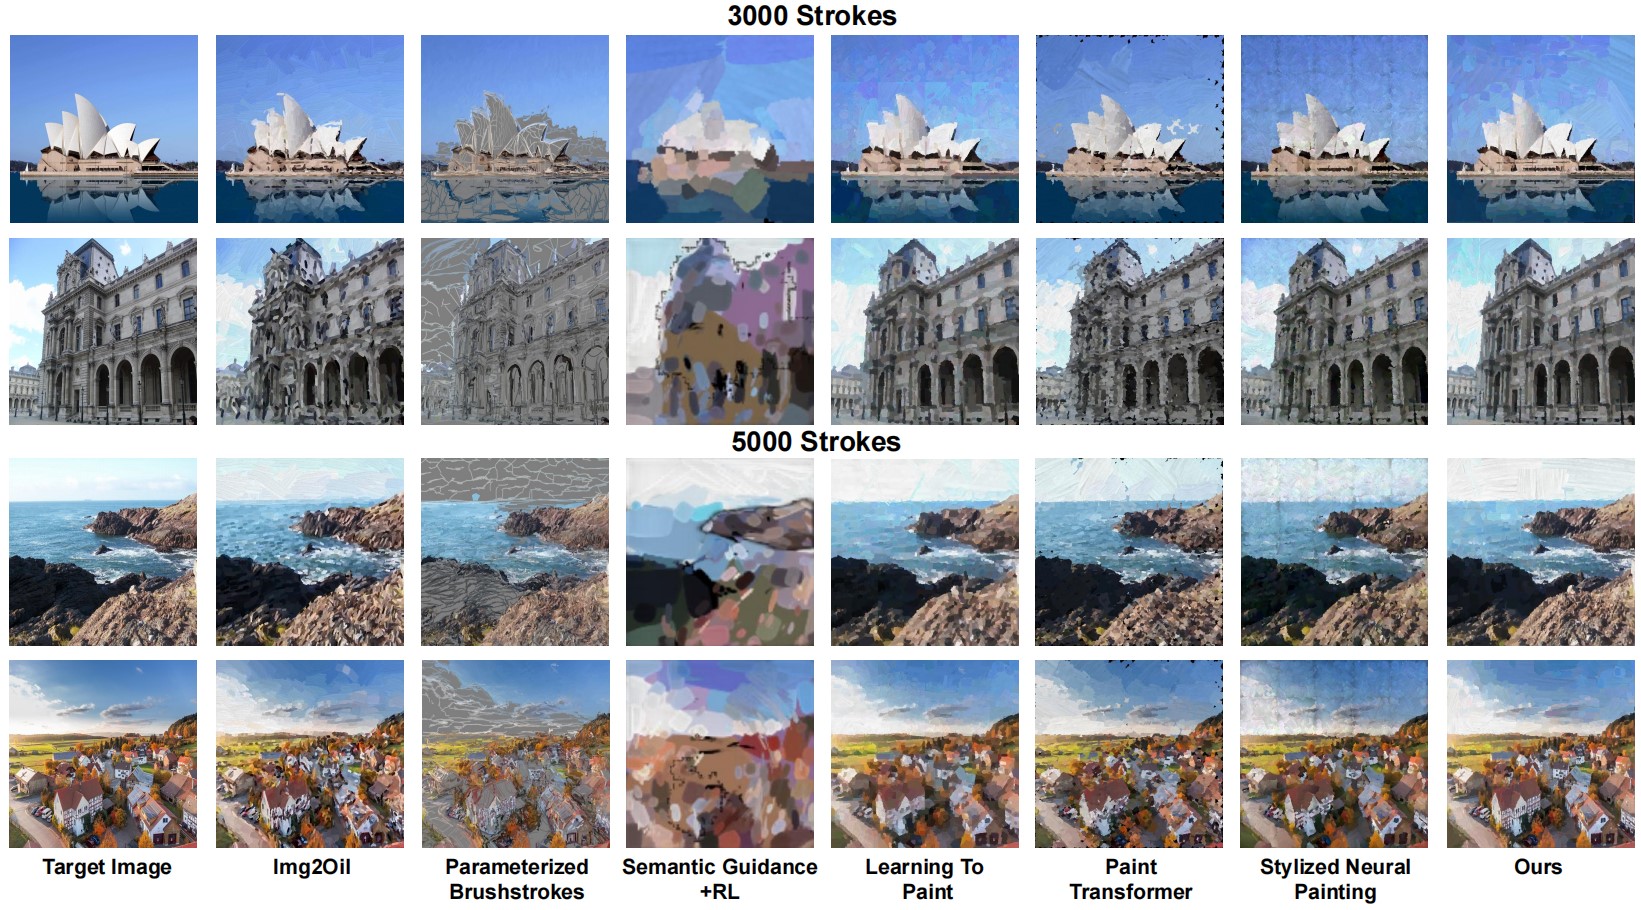 3000 Strokes
5000 Strokes
Target Image
Img2Oil
Parameterized
Brushstrokes
Semantic Guidance
+RL
Learning To
Paint
Paint
Transformer
Stylized Neural
Painting
Ours